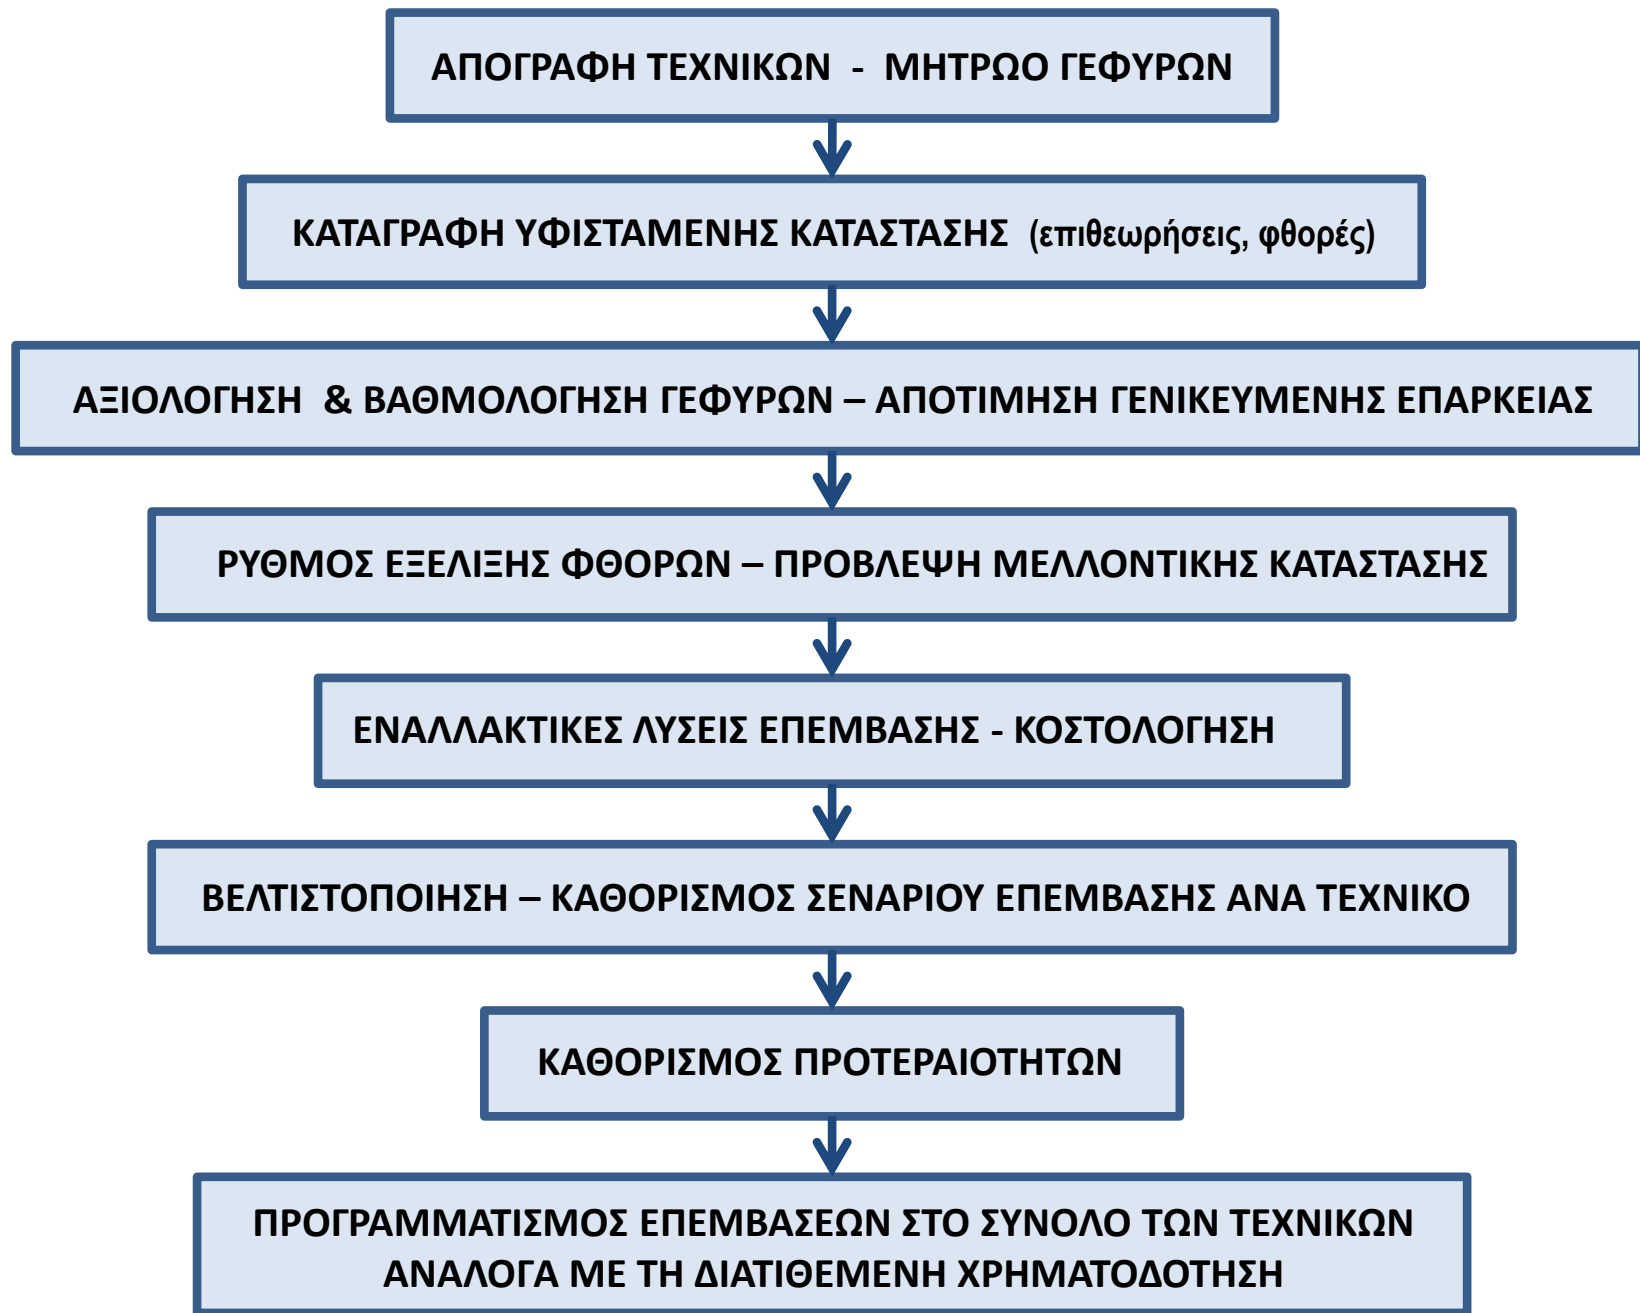 ΑΠΟΓΡΑΦΗ ΤΕΧΝΙΚΩΝ - ΜΗΤΡΩΟ ΓΕΦΥΡΩΝ
ΚΑΤΑΓΡΑΦΗ ΥΦΙΣΤΑΜΕΝΗΣ ΚΑΤΑΣΤΑΣΗΣ (επιθεωρήσεις, φθορές)
ΑΞΙΟΛΟΓΗΣΗ & ΒΑΘΜΟΛΟΓΗΣΗ ΓΕΦΥΡΩΝ – ΑΠΟΤΙΜΗΣΗ ΓΕΝΙΚΕΥΜΕΝΗΣ ΕΠΑΡΚΕΙΑΣ
ΡΥΘΜΟΣ ΕΞΕΛΙΞΗΣ ΦΘΟΡΩΝ – ΠΡΟΒΛΕΨΗ ΜΕΛΛΟΝΤΙΚΗΣ ΚΑΤΑΣΤΑΣΗΣ
ΕΝΑΛΛΑΚΤΙΚΕΣ ΛΥΣΕΙΣ ΕΠΕΜΒΑΣΗΣ - ΚΟΣΤΟΛΟΓΗΣΗ
ΒΕΛΤΙΣΤΟΠΟΙΗΣΗ – ΚΑΘΟΡΙΣΜΟΣ ΣΕΝΑΡΙΟΥ ΕΠΕΜΒΑΣΗΣ ΑΝΑ ΤΕΧΝΙΚΟ
ΚΑΘΟΡΙΣΜΟΣ ΠΡΟΤΕΡΑΙΟΤΗΤΩΝ
ΠΡΟΓΡΑΜΜΑΤΙΣΜΟΣ ΕΠΕΜΒΑΣΕΩΝ ΣΤΟ ΣΥΝΟΛΟ ΤΩΝ ΤΕΧΝΙΚΩΝ
ΑΝΑΛΟΓΑ ΜΕ ΤΗ ΔΙΑΤΙΘΕΜΕΝΗ ΧΡΗΜΑΤΟΔΟΤΗΣΗ